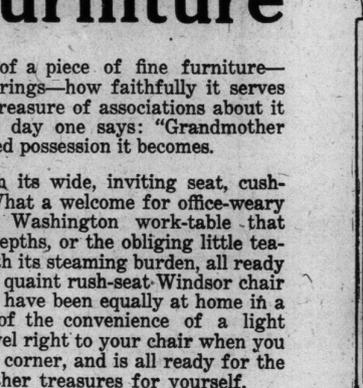 urniture
of a piece of fine furniture—
rings—how faithfully it serves
reasure of associations about it
day one says: “Grandmother
ed possession it becomes.
its wide, inviting seat, cush-
hat a welcome for office-weary
Washington work-table that
epths, or the obliging little tea-
h its steaming burden, all ready
quaint rush-seat Windsor chair
have been equally at home in a
of the convenience of a light
el right to your chair when you
corner, and is all ready for the
her treasures for yourself.